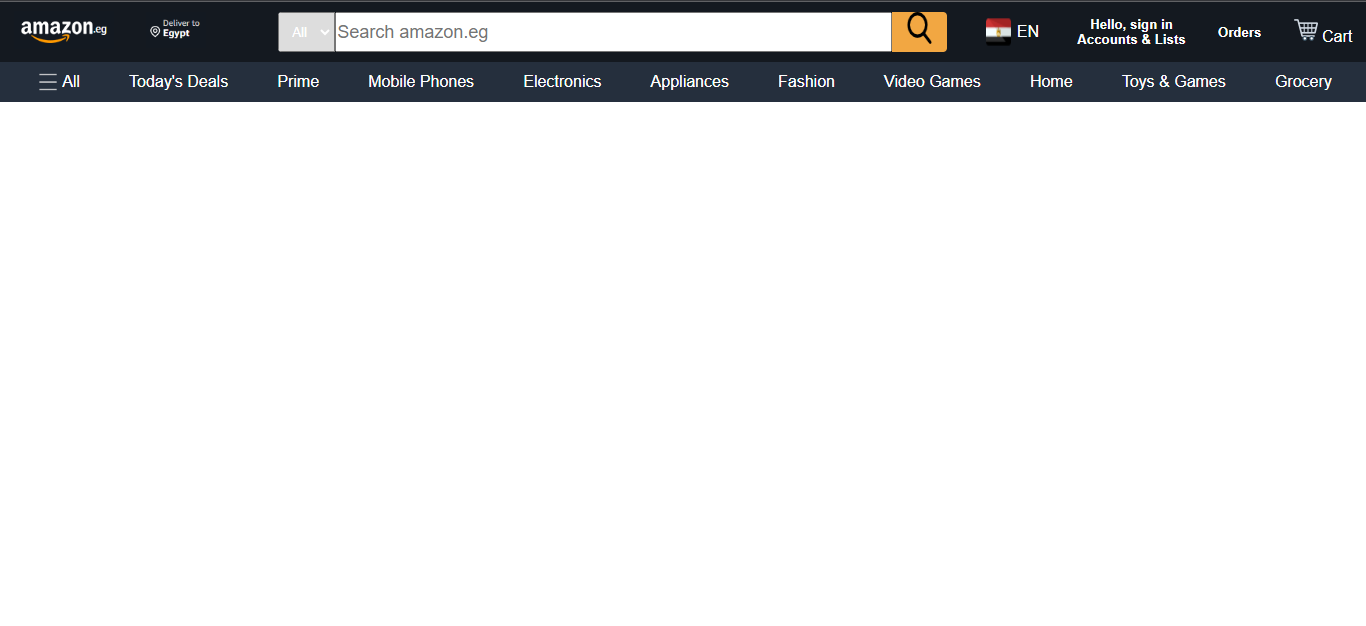 amazon.eg
Deliver to
Egypt
All
Search amazon.eg
EN
Hello, sign in
Accounts & Lists
Orders
Cart
All
Today's Deals
Prime
Mobile Phones
Electronics
Appliances
Fashion
Video Games
Home
Toys & Games
Grocery